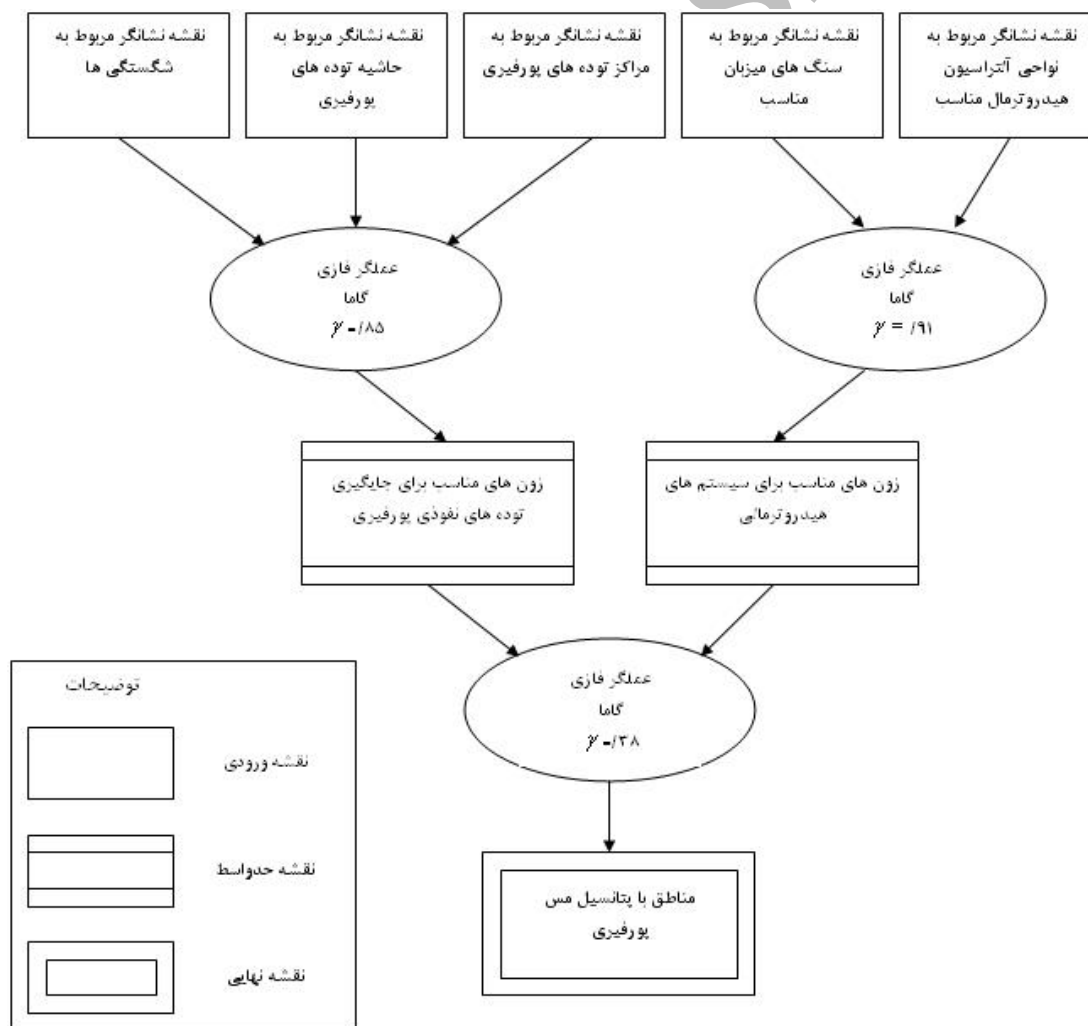 نقشه نشانگر مربوط به
نواحی آلتراسیون
هیدروترمال مناسب
نقشه نشانگر مربوط به
سنگ های میزبان
مناسب
نقشه نشانگر مربوط به
مراکز توده های پورفیری
نقشه نشانگر مربوط به
حاشیه توده های
پورفیری
نقشه نشانگر مربوط به
شگستگی ها
عملگر فازی
گاما
γ = /۹۱
عملگر فازی
گاما
γ =/۸۵
زون های مناسب برای سیستم های
هیدروترمالی
زون های مناسب برای جایگیری
توده های نفوذی پورفیری
عملگر فازی
گاما
γ =/۳۸
مناطق با پتانسیل مس
پورفیری
توضیحات
نقشه ورودی
نقشه حدواسط
نقشه نهایی